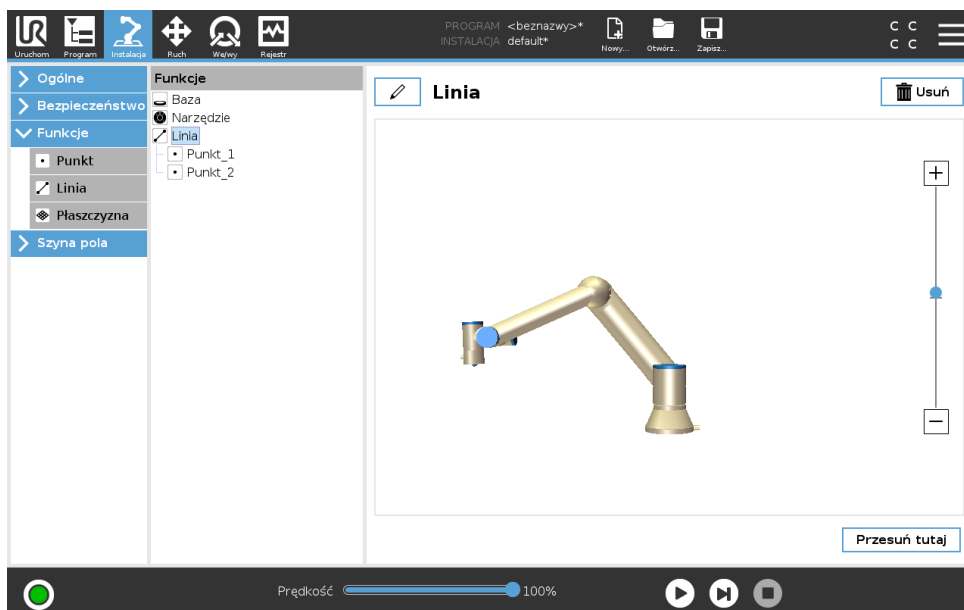 UR
PROGRAM <beznazwy>*
INSTALACJA default*
Uruchom Program Instalacja Ruch We/wy Rejestr
Nowy... Otwórz... Zapisz...
C C
C C
Ogólne
Bezpieczeństwo
Funkcje
Punkt
Linia
Płaszczyzna
Szyna pola
Funkcje
Baza
Narzędzie
Linia
Punkt_1
Punkt_2
Linia
Usuń
Przesuń tutaj
Prędkość 100%